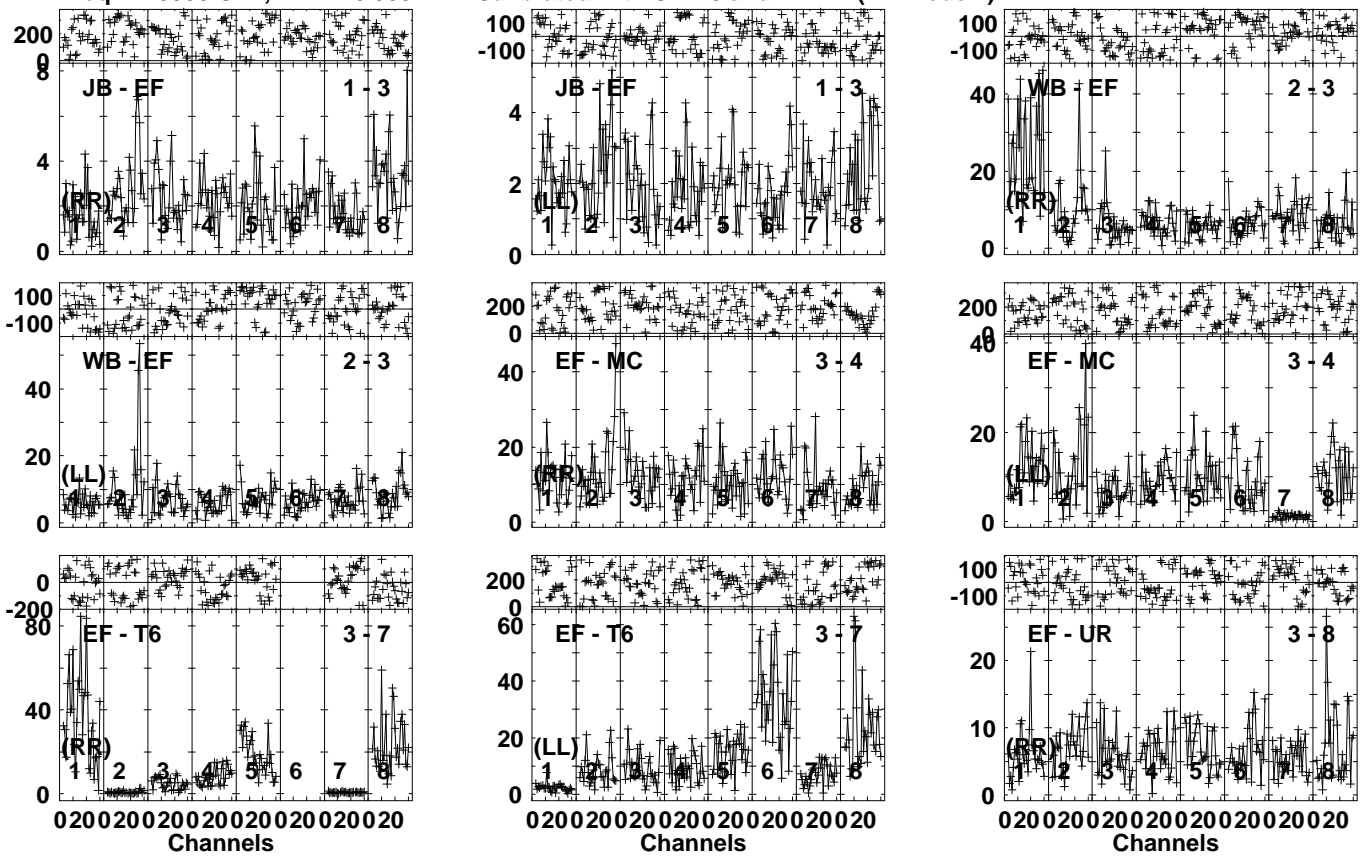 200 0 100 -100 100 -100
8 4 0 JB - EF 1 - 3 (RR) 1 2 3 4 5 6 7 8
4 2 0 JB - EF 1 - 3 (LL) 1 2 3 4 5 6 7 8
40 20 0 WB - EF 2 - 3 (RR) 1 2 3 4 5 6 7 8
100 -100 200 0 200 0
40 20 0 WB - EF 2 - 3 (LL) 1 2 3 4 5 6 7 8
40 20 0 EF - MC 3 - 4 (RR) 1 2 3 4 5 6 7 8
40 20 0 EF - MC 3 - 4 (LL) 1 2 3 4 5 6 7 8
0 -200 200 0 100 -100
80 40 0 EF - T6 3 - 7 (RR) 1 2 3 4 5 6 7 8
60 40 20 0 EF - T6 3 - 7 (LL) 1 2 3 4 5 6 7 8
20 10 0 EF - UR 3 - 8 (RR) 1 2 3 4 5 6 7 8
0 20 0 20 0 20 0 20 0 20 0 20 0 20 0 20
Channels
0 20 0 20 0 20 0 20 0 20 0 20 0 20 0 20
Channels
0 20 0 20 0 20 0 20 0 20 0 20 0 20 0 20
Channels